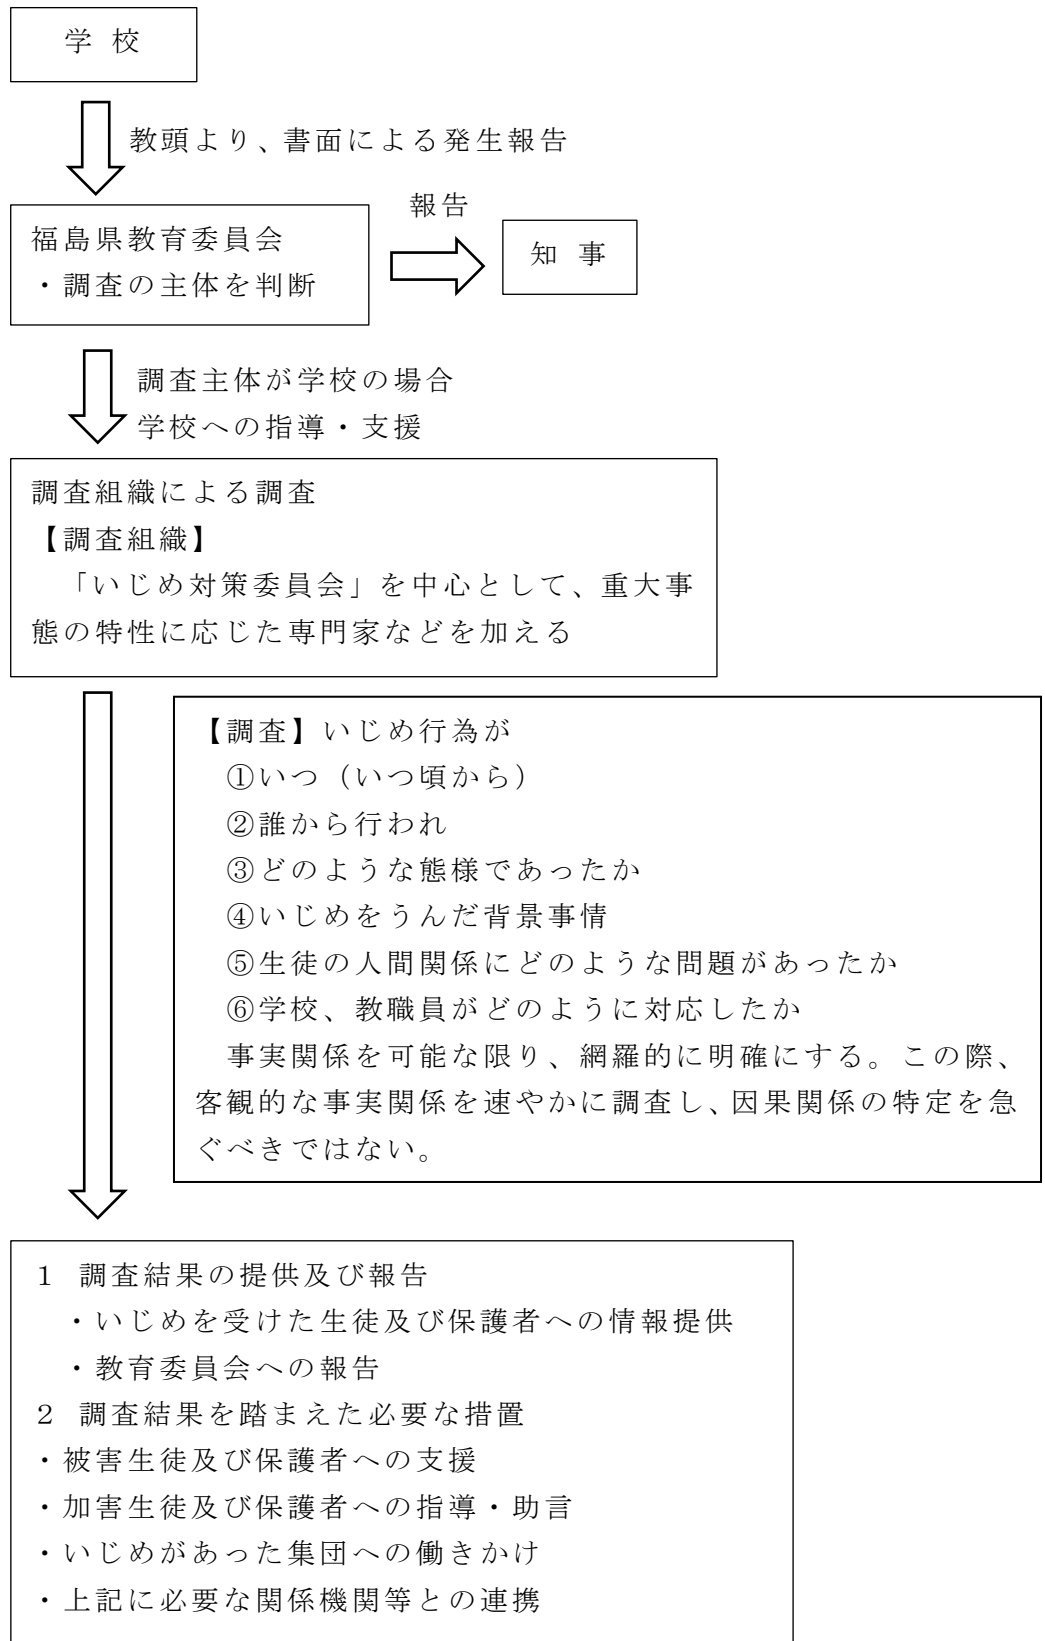 学 校
教頭より、書面による発生報告
報告
福島県教育委員会
・調査の主体を判断
知 事
調査主体が学校の場合
学校への指導・支援
調査組織による調査
【調査組織】
「いじめ対策委員会」を中心として、重大事
態の特性に応じた専門家などを加える
【調査】いじめ行為が
①いつ（いつ頃から）
②誰から行われ
③どのような態様であったか
④いじめをうんだ背景事情
⑤生徒の人間関係にどのような問題があったか
⑥学校、教職員がどのように対応したか
事実関係を可能な限り、網羅的に明確にする。この際、
客観的な事実関係を速やかに調査し、因果関係の特定を急
ぐべきではない。
1 調査結果の提供及び報告
・いじめを受けた生徒及び保護者への情報提供
・教育委員会への報告
2 調査結果を踏まえた必要な措置
・被害生徒及び保護者への支援
・加害生徒及び保護者への指導・助言
・いじめがあった集団への働きかけ
・上記に必要な関係機関等との連携